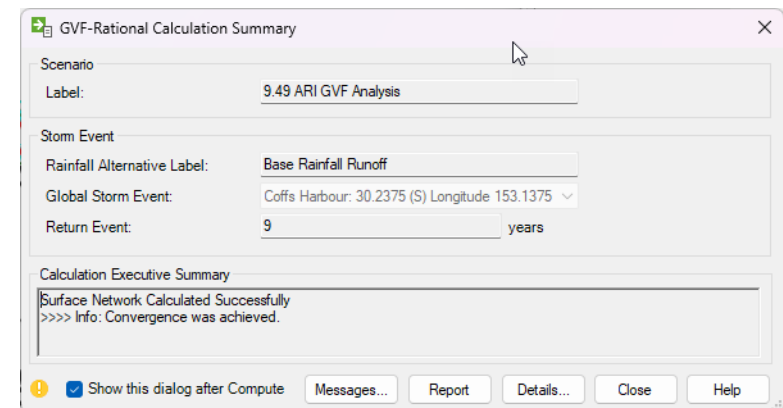 GVF-Rational Calculation Summary
Scenario
Label: 9.49 ARI GVF Analysis
Storm Event
Rainfall Alternative Label: Base Rainfall Runoff
Global Storm Event: Coffs Harbour: 30.2375 (S) Longitude 153.1375
Return Event: 9 years
Calculation Executive Summary
Surface Network Calculated Successfully
>>>> Info: Convergence was achieved.
Show this dialog after Compute Messages... Report Details... Close Help